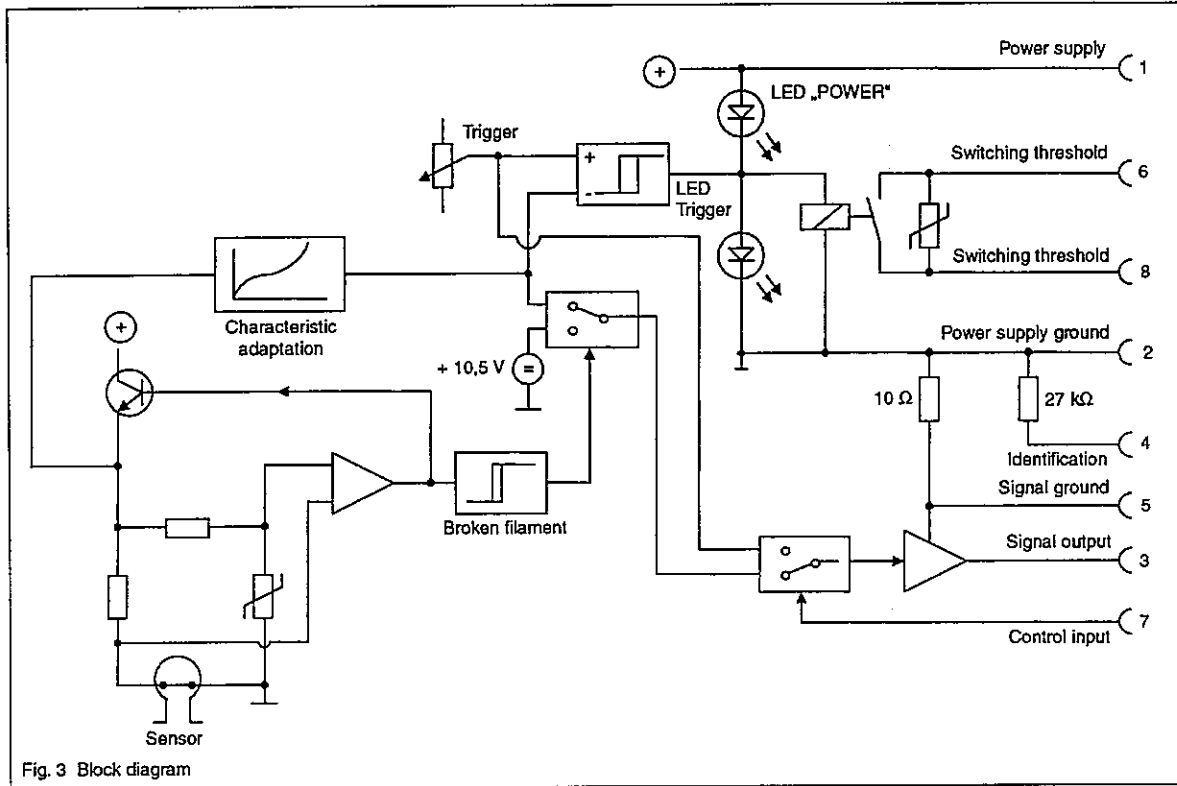 Power supply
1
LED „POWER“
Trigger
+
-
LED
Trigger
Switching threshold
6
Switching threshold
8
Characteristic
adaptation
+
+
+ 10,5 V
=
Power supply ground
2
10 Ω
27 kΩ
4
Identification
Signal ground
5
Broken filament
Signal output
3
7
Control input
Sensor
Fig. 3 Block diagram